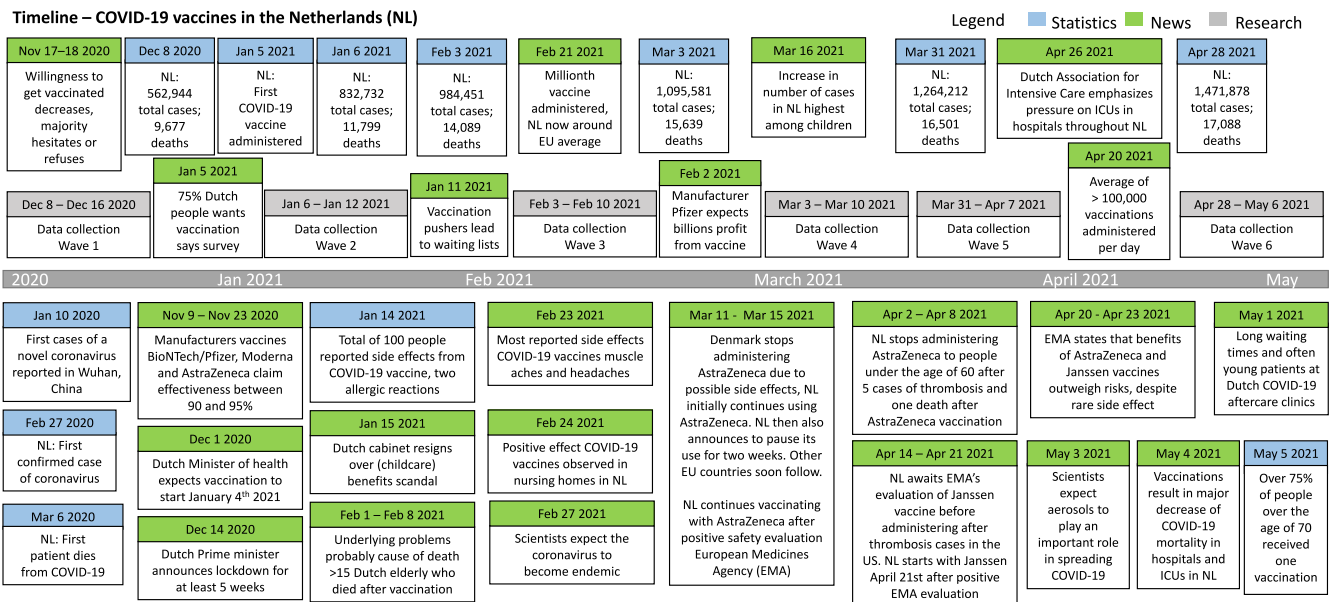 Timeline – COVID-19 vaccines in the Netherlands (NL)
Legend
Statistics
News
Research
Nov 17–18 2020
Willingness to
get vaccinated
decreases,
majority
hesitates or
refuses
Dec 8 2020
NL:
562,944
total cases;
9,677
deaths
Jan 5 2021
NL:
First
COVID-19
vaccine
administered
Jan 6 2021
NL:
832,732
total cases;
11,799
deaths
Feb 3 2021
NL:
984,451
total cases;
14,089
deaths
Feb 21 2021
Millionth
vaccine
administered,
NL now around
EU average
Mar 3 2021
NL:
1,095,581
total cases;
15,639
deaths
Mar 16 2021
Increase in
number of cases
in NL highest
among children
Mar 31 2021
NL:
1,264,212
total cases;
16,501
deaths
Apr 26 2021
Dutch Association for
Intensive Care emphasizes
pressure on ICUs in
hospitals throughout NL
Apr 28 2021
NL:
1,471,878
total cases;
17,088
deaths
Dec 8 – Dec 16 2020
Data collection
Wave 1
Jan 5 2021
75% Dutch
people wants
vaccination
says survey
Jan 6 – Jan 12 2021
Data collection
Wave 2
Jan 11 2021
Vaccination
pushers lead
to waiting lists
Feb 3 – Feb 10 2021
Data collection
Wave 3
Feb 2 2021
Manufacturer
Pfizer expects
billions profit
from vaccine
Mar 3 – Mar 10 2021
Data collection
Wave 4
Mar 31 – Apr 7 2021
Data collection
Wave 5
Apr 20 2021
Average of
> 100,000
vaccinations
administered
per day
Apr 28 – May 6 2021
Data collection
Wave 6
2020 Jan 2021 Feb 2021 March 2021 April 2021 May
Jan 10 2020
First cases of a
novel coronavirus
reported in Wuhan,
China
Feb 27 2020
NL: First
confirmed case
of coronavirus
Mar 6 2020
NL: First
patient dies
from COVID-19
Nov 9 – Nov 23 2020
Manufacturers vaccines
BioNTech/Pfizer, Moderna
and AstraZeneca claim
effectiveness between
90 and 95%
Dec 1 2020
Dutch Minister of health
expects vaccination to
start January 4th 2021
Dec 14 2020
Dutch Prime minister
announces lockdown for
at least 5 weeks
Jan 14 2021
Total of 100 people
reported side effects from
COVID-19 vaccine, two
allergic reactions
Jan 15 2021
Dutch cabinet resigns
over (childcare)
benefits scandal
Feb 1 – Feb 8 2021
Underlying problems
probably cause of death
>15 Dutch elderly who
died after vaccination
Feb 23 2021
Most reported side effects
COVID-19 vaccines muscle
aches and headaches
Feb 24 2021
Positive effect COVID-19
vaccines observed in
nursing homes in NL
Feb 27 2021
Scientists expect the
coronavirus to
become endemic
Mar 11 - Mar 15 2021
Denmark stops
administering
AstraZeneca due to
possible side effects, NL
initially continues using
AstraZeneca. NL then also
announces to pause its
use for two weeks. Other
EU countries soon follow.
NL continues vaccinating
with AstraZeneca after
positive safety evaluation
European Medicines
Agency (EMA)
Apr 2 – Apr 8 2021
NL stops administering
AstraZeneca to people
under the age of 60 after
5 cases of thrombosis and
one death after
AstraZeneca vaccination
Apr 14 – Apr 21 2021
NL awaits EMA’s
evaluation of Janssen
vaccine before
administering after
thrombosis cases in the
US. NL starts with Janssen
April 21st after positive
EMA evaluation
Apr 20 - Apr 23 2021
EMA states that benefits
of AstraZeneca and
Janssen vaccines
outweigh risks, despite
rare side effect
May 3 2021
Scientists
expect
aerosols to
play an
important role
in spreading
COVID-19
May 4 2021
Vaccinations
result in major
decrease of
COVID-19
mortality in
hospitals and
ICUs in NL
May 1 2021
Long waiting
times and often
young patients at
Dutch COVID-19
aftercare clinics
May 5 2021
Over 75%
of people
over the
age of 70
received
one
vaccination